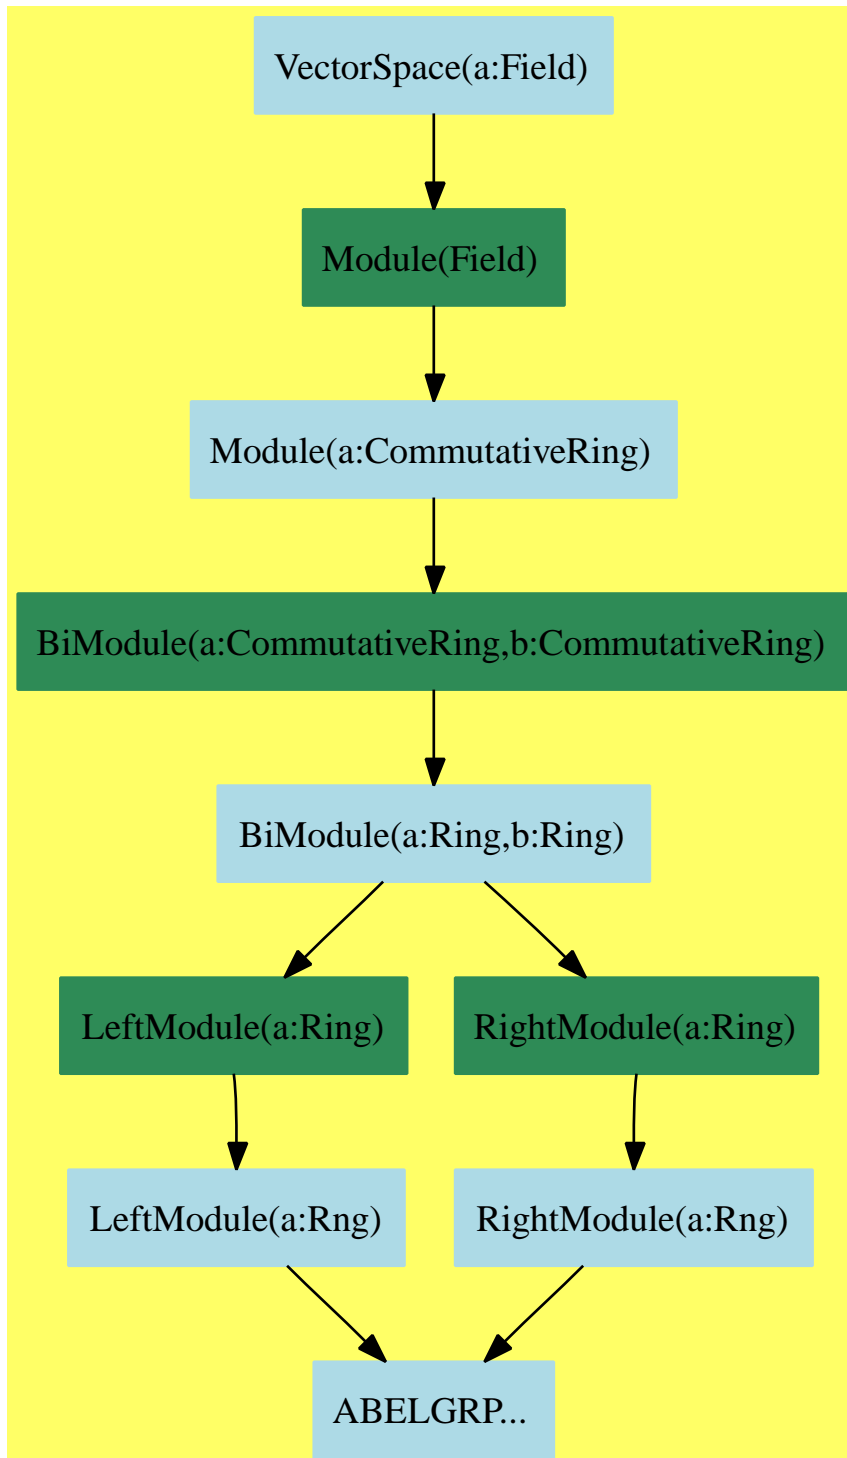 VectorSpace(a:Field)
Module(Field)
Module(a:CommutativeRing)
BiModule(a:CommutativeRing,b:CommutativeRing)
BiModule(a:Ring,b:Ring)
LeftModule(a:Ring)
RightModule(a:Ring)
LeftModule(a:Rng)
RightModule(a:Rng)
ABELGRP...